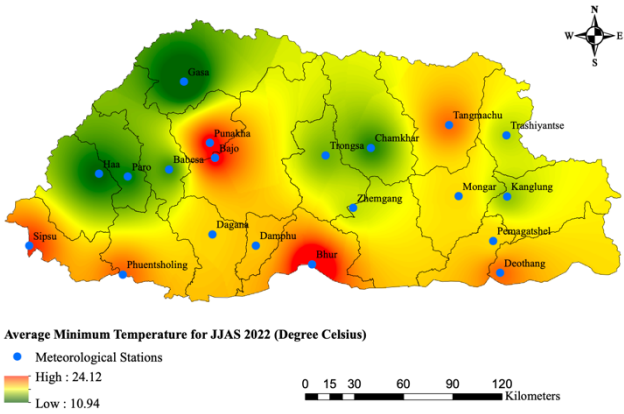 N
W E
S
Gasa
Punakha
Bajo
Tangmachu
Trashiyantse
Chamkhar
Trongsa
Haa
Paro
Babesa
Mongar
Kanglung
Zhemgang
Sipsu
Dagana
Damphu
Pemagatshel
Bhur
Phuentsholing
Deothang
Average Minimum Temperature for JJAS 2022 (Degree Celsius)
Meteorological Stations
High : 24.12
Low : 10.94
0 15 30 60 90 120
Kilometers